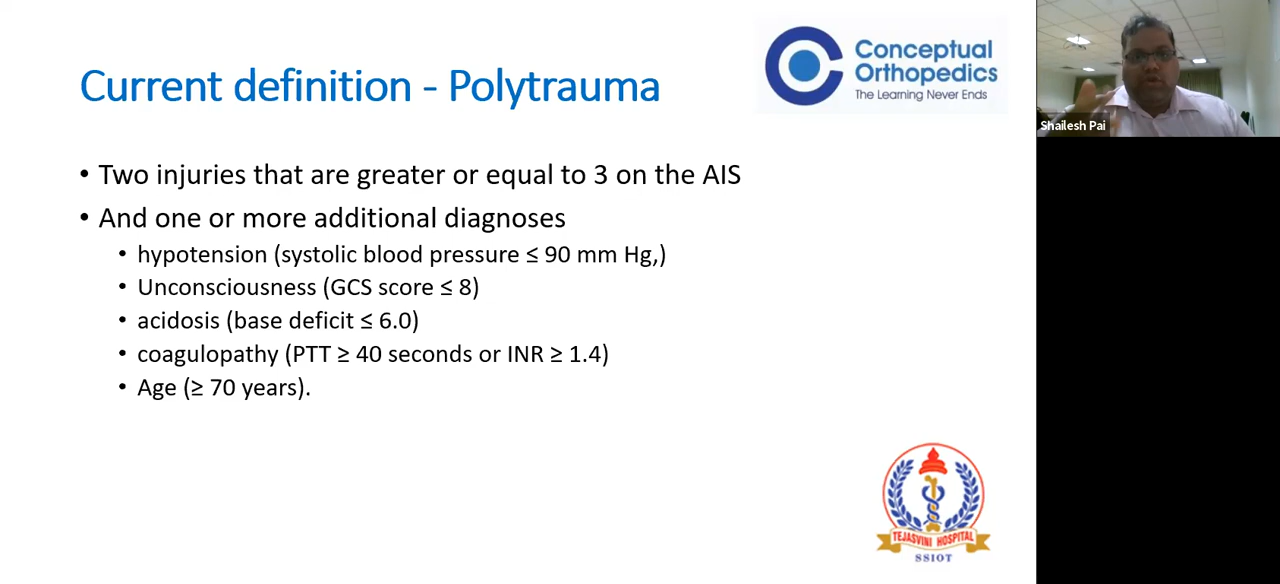 Current definition - Polytrauma
Conceptual
Orthopedics
The Learning Never Ends
Shailesh Pai
• Two injuries that are greater or equal to 3 on the AIS
• And one or more additional diagnoses
• hypotension (systolic blood pressure ≤ 90 mm Hg,)
• Unconsciousness (GCS score ≤ 8)
• acidosis (base deficit ≤ 6.0)
• coagulopathy (PTT ≥ 40 seconds or INR ≥ 1.4)
• Age (≥ 70 years).
TEJASVINI HOSPITAL
SSIOT